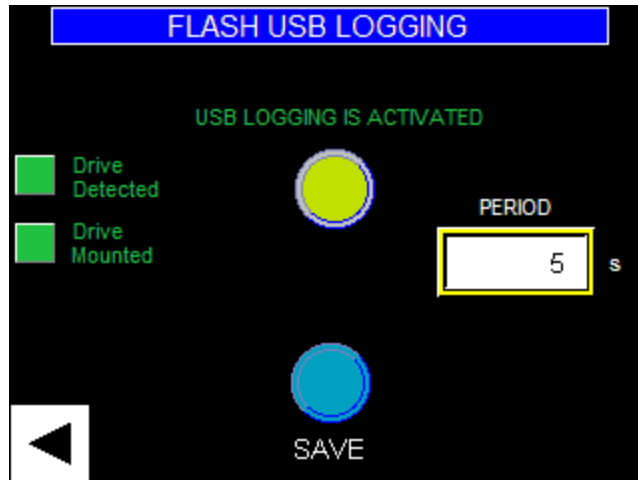 FLASH USB LOGGING
USB LOGGING IS ACTIVATED
Drive
Detected
Drive
Mounted
PERIOD
5 s
SAVE